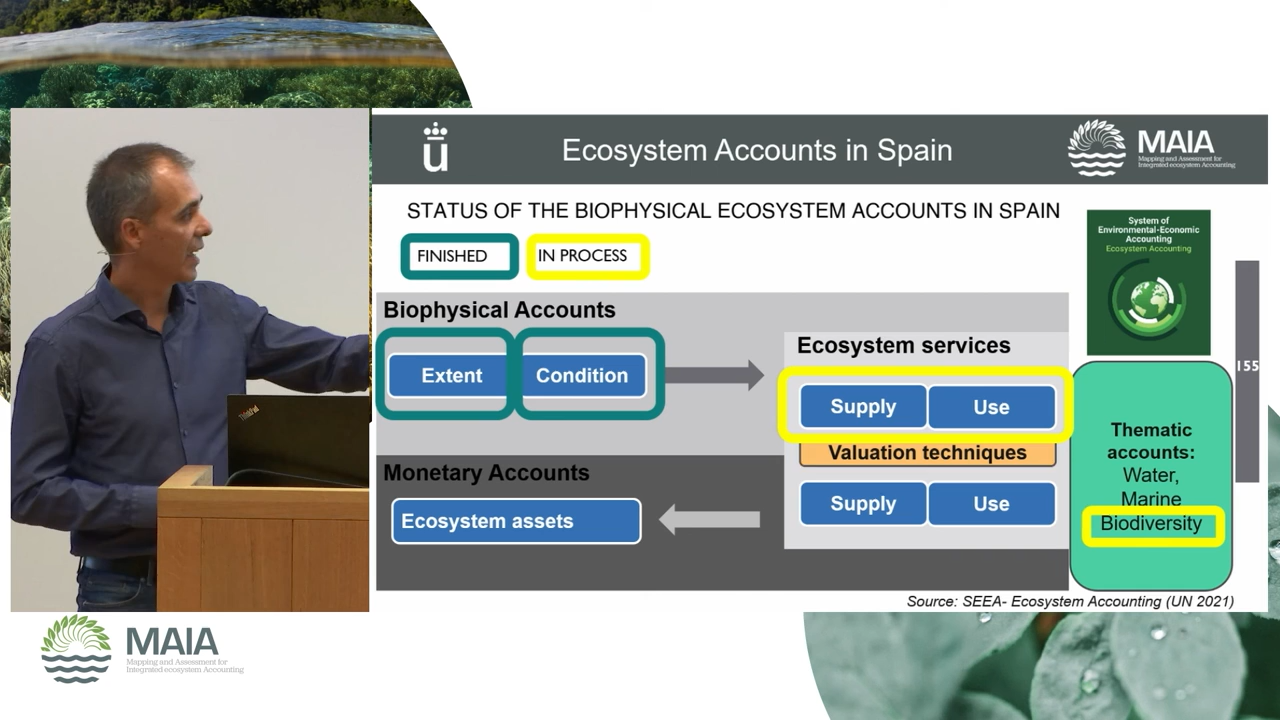 ThinkPad
ū
Ecosystem Accounts in Spain
MAIA
Mapping and Assessment for
Integrated ecosystem Accounting
STATUS OF THE BIOPHYSICAL ECOSYSTEM ACCOUNTS IN SPAIN
FINISHED
IN PROCESS
System of
Environmental-Economic
Accounting
Ecosystem Accounting
Biophysical Accounts
Extent
Condition
Ecosystem services
Supply
Use
Valuation techniques
Supply
Use
Monetary Accounts
Ecosystem assets
155
Thematic
accounts:
Water,
Marine
Biodiversity
Source: SEEA- Ecosystem Accounting (UN 2021)
MAIA
Mapping and Assessment for
Integrated ecosystem Accounting